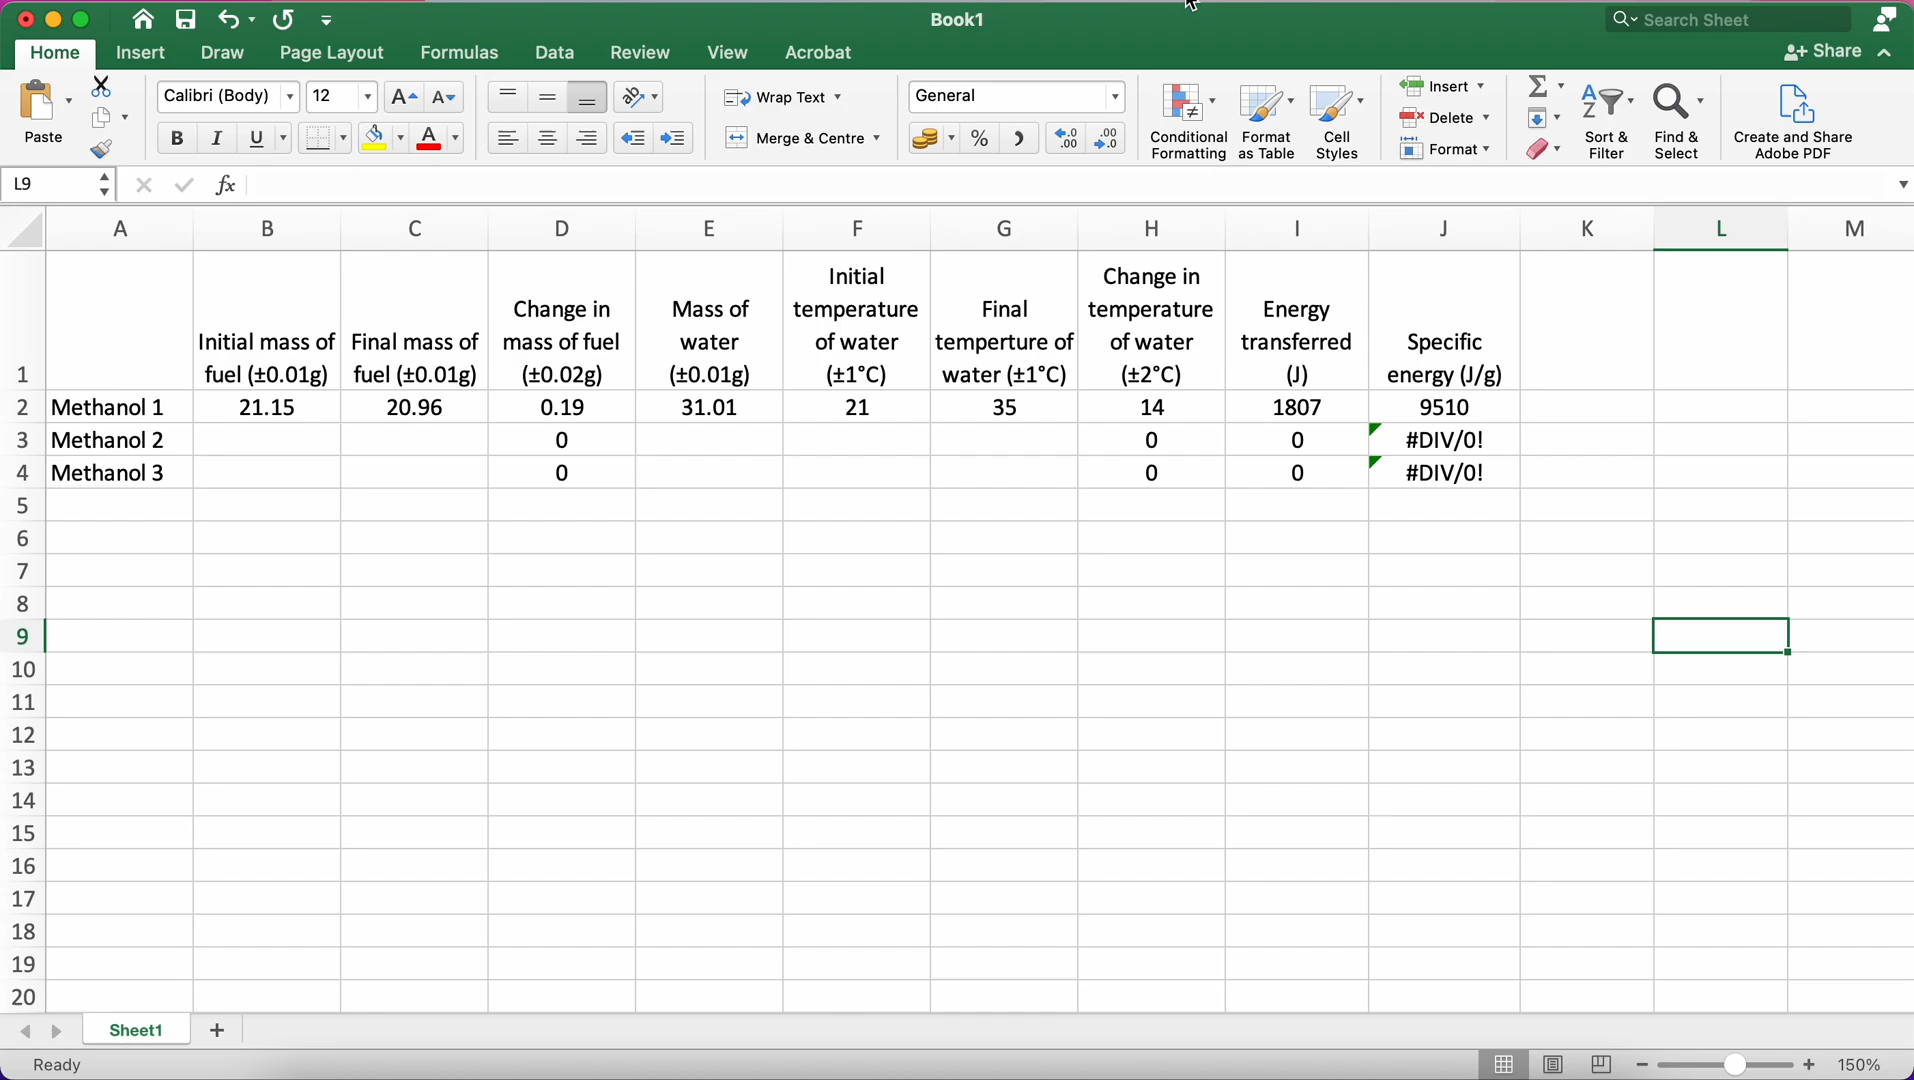 Book1
Search Sheet
Home Insert Draw Page Layout Formulas Data Review View Acrobat Share
Paste
Calibri (Body) 12
B I U A
Wrap Text
Merge & Centre
General
%
Conditional Formatting
Format as Table
Cell Styles
Insert
Delete
Format
Sort & Filter
Find & Select
Create and Share Adobe PDF
L9 fx
A B C D E F G H I J K L M
1
Initial mass of fuel (±0.01g)
Final mass of fuel (±0.01g)
Change in mass of fuel (±0.02g)
Mass of water (±0.01g)
Initial temperature of water (±1°C)
Final temperture of water (±1°C)
Change in temperature of water (±2°C)
Energy transferred (J)
Specific energy (J/g)
2 Methanol 1 21.15 20.96 0.19 31.01 21 35 14 1807 9510
3 Methanol 2 0 0 0 #DIV/0!
4 Methanol 3 0 0 0 #DIV/0!
5
6
7
8
9
10
11
12
13
14
15
16
17
18
19
20
Sheet1
Ready 150%